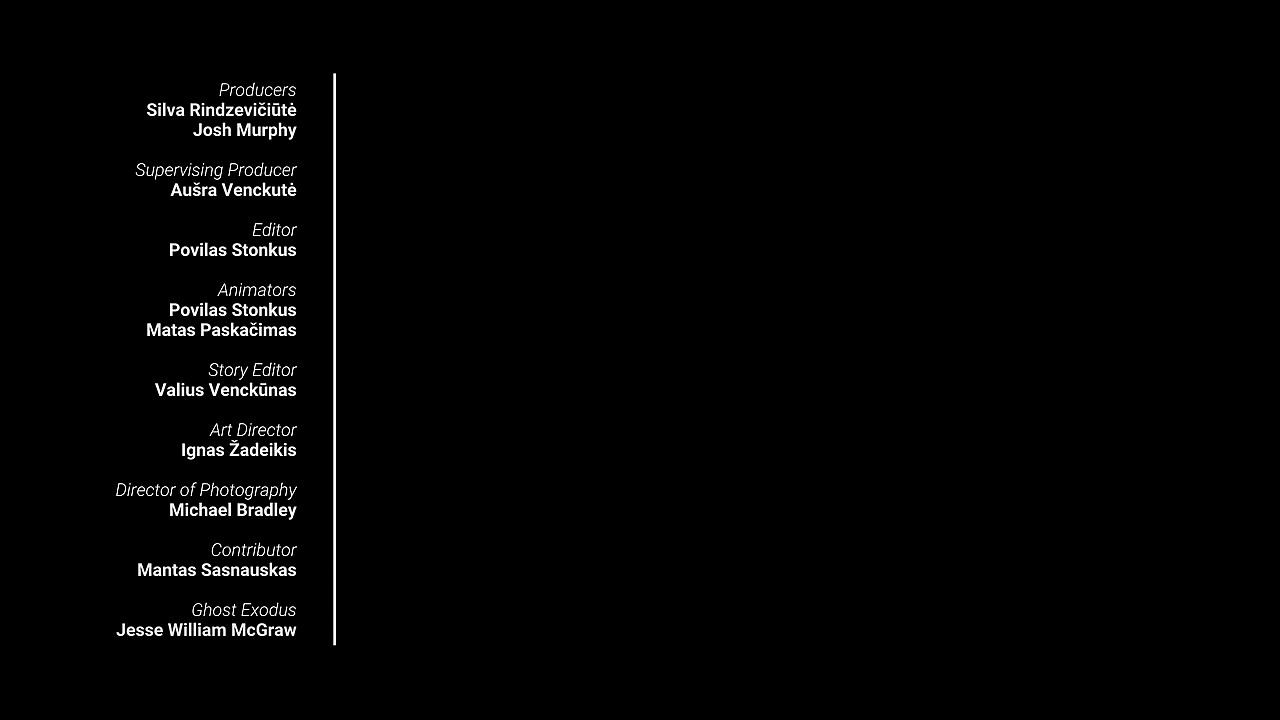 Producers
Silva Rindzevičiūtė
Josh Murphy
Supervising Producer
Aušra Venckutė
Editor
Povilas Stonkus
Animators
Povilas Stonkus
Matas Paskačimas
Story Editor
Valius Venckūnas
Art Director
Ignas Žadeikis
Director of Photography
Michael Bradley
Contributor
Mantas Sasnauskas
Ghost Exodus
Jesse William McGraw